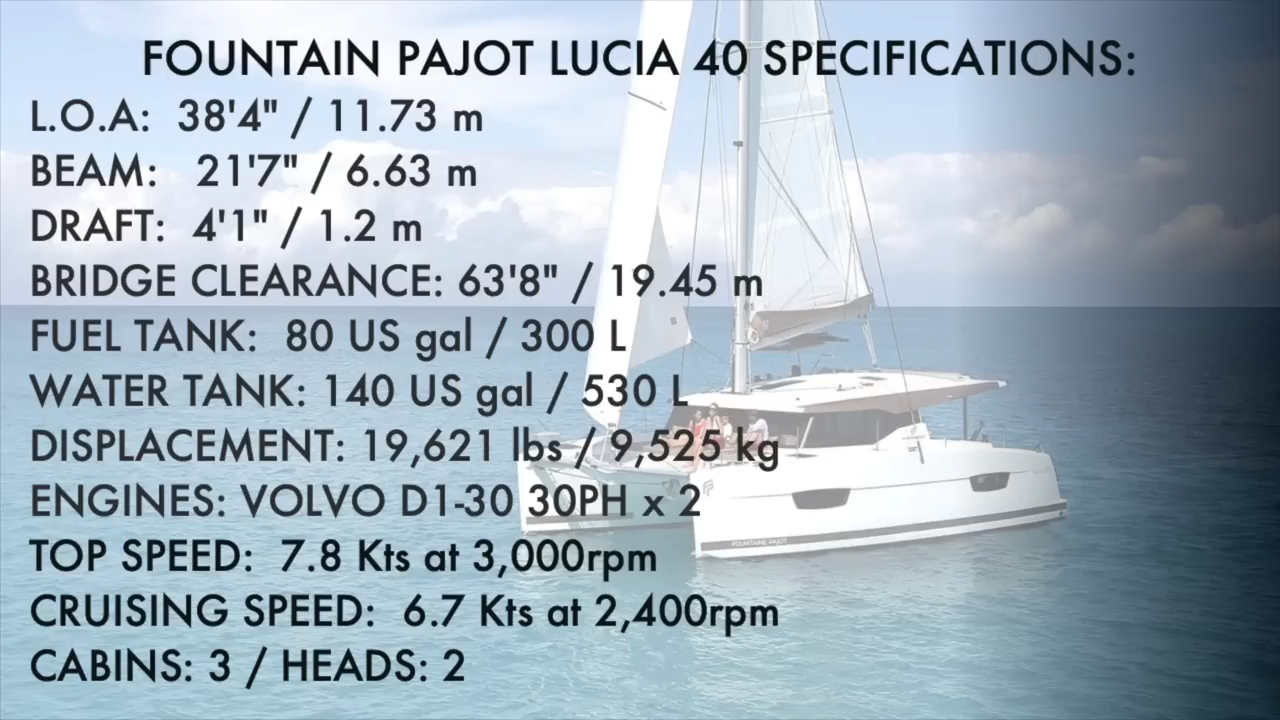 FOUNTAIN PAJOT LUCIA 40 SPECIFICATIONS:
L.O.A: 38'4" / 11.73 m
BEAM: 21'7" / 6.63 m
DRAFT: 4'1" / 1.2 m
BRIDGE CLEARANCE: 63'8" / 19.45 m
FUEL TANK: 80 US gal / 300 L
WATER TANK: 140 US gal / 530 L
DISPLACEMENT: 19,621 lbs / 9,525 kg
ENGINES: VOLVO D1-30 30PH x 2
FOUNTAINE PAJOT
TOP SPEED: 7.8 Kts at 3,000rpm
CRUISING SPEED: 6.7 Kts at 2,400rpm
CABINS: 3 / HEADS: 2